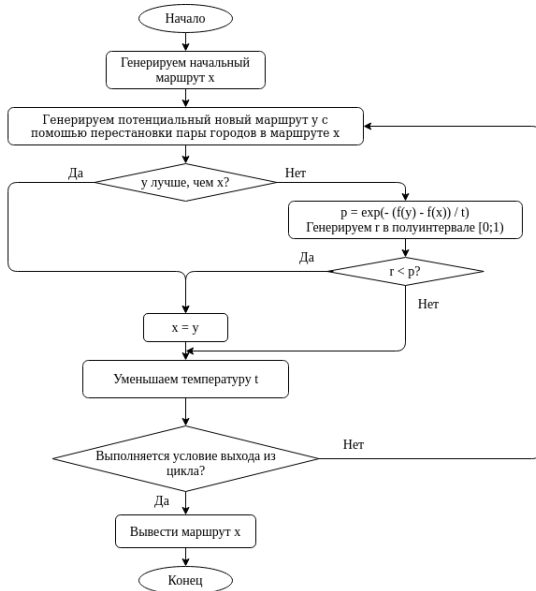 Начало
Генерируем начальный
маршрут x
Генерируем потенциальный новый маршрут y с
помощью перестановки пары городов в маршруте x
y лучше, чем x?
Да
Нет
p = exp(- (f(y) - f(x)) / t)
Генерируем r в полуинтервале [0;1)
r < p?
Да
Нет
x = y
Уменьшаем температуру t
Выполняется условие выхода из
цикла?
Нет
Да
Вывести маршрут x
Конец